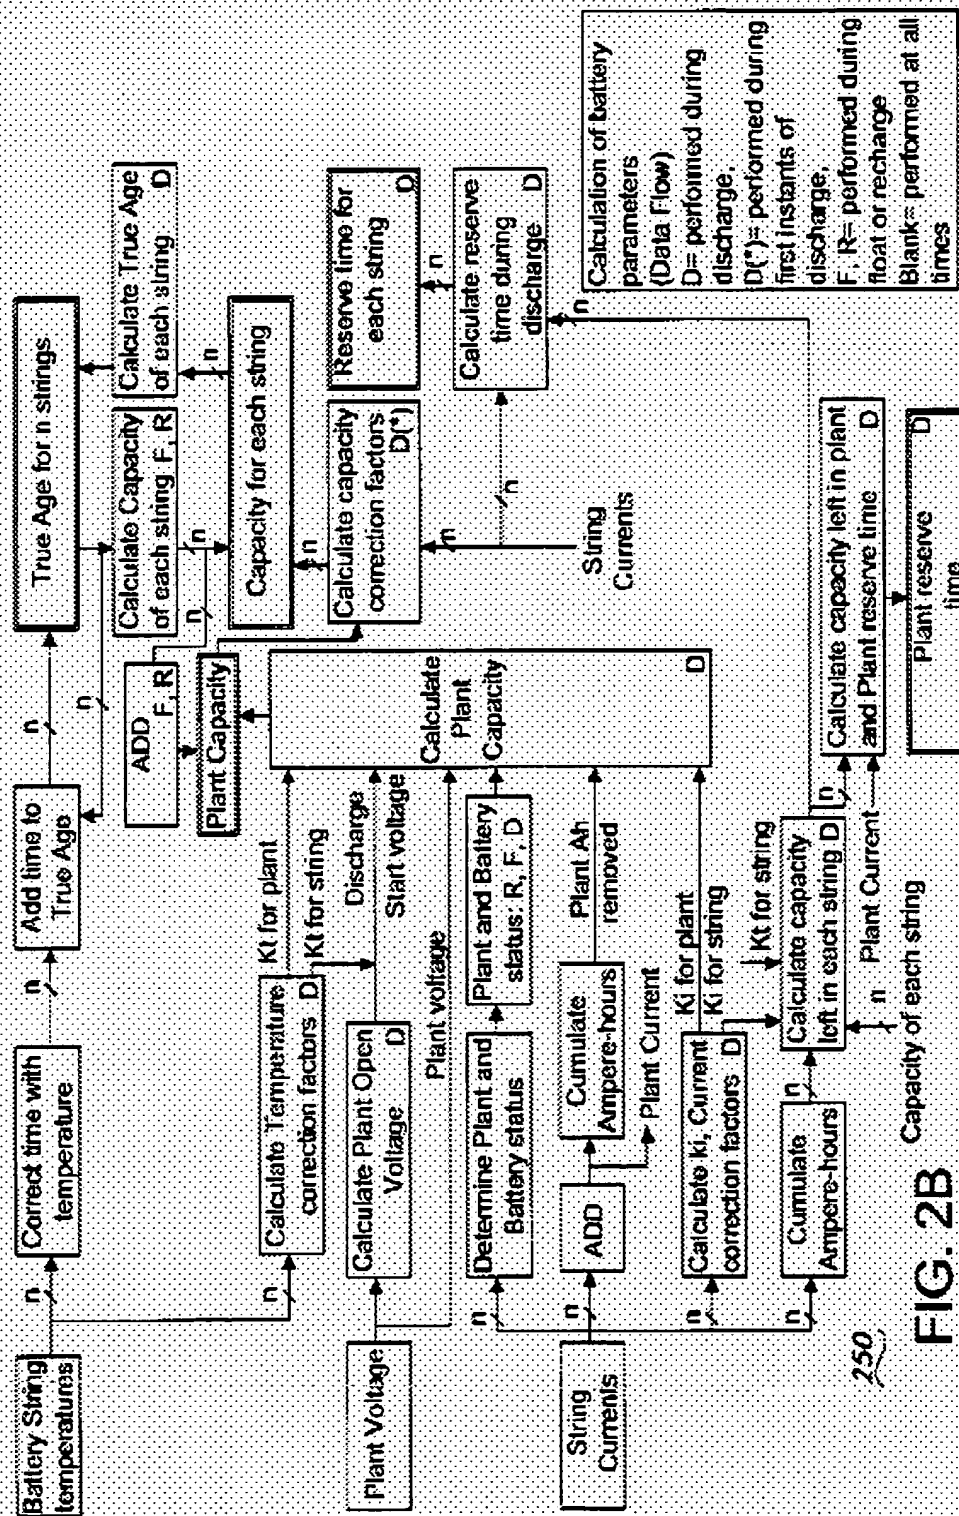 Battery String
temperatures
n
Correct time with
temperature
n
Add time to
True Age
n
True Age for n strings
n
Calculate Capacity
of each string F, R
n
Calculate True Age
of each string D
n
ADD
F, R
n
Plant Capacity
Capacity for each string
n
Calculate Temperature
correction factors D
Kt for plant
Kt for string
n
Calculate capacity
correction factors
D(*)
n
Reserve time for
each string
D
n
Plant Voltage
Calculate Plant Open
Voltage D
Discharge
Start voltage
Plant voltage
Calculate
Plant
Capacity
D
Calculate reserve
time during
discharge D
n
n
String
Currents
n
Determine Plant and
Battery status
Plant and Battery
status: R, F, D
String
Currents
n
ADD
Cumulate
Ampere-hours
Plant Ah
removed
Plant Current
n
Calculate ki, Current
correction factors D
Ki for plant
Ki for string
Kt for string
n
Cumulate
Ampere-hours
n
Calculate capacity
left in each string D
n
Plant Current
Calculate capacity left in plant
and Plant reserve time D
n
Capacity of each string
Plant reserve
time
D
Calculation of battery
parameters
(Data Flow)
D= performed during
discharge,
D(*)= performed during
first instants of
discharge,
F, R= performed during
float or recharge
Blank= performed at all
times
250
FIG. 2B